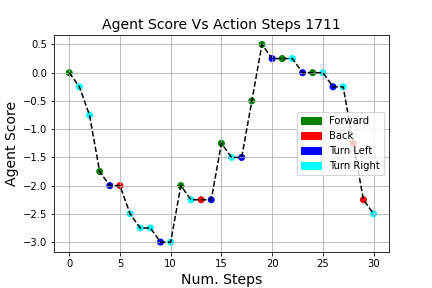 Agent Score Vs Action Steps 1711
Agent Score
0.5
0.0
−0.5
−1.0
−1.5
−2.0
−2.5
−3.0
Forward
Back
Turn Left
Turn Right
0 5 10 15 20 25 30
Num. Steps